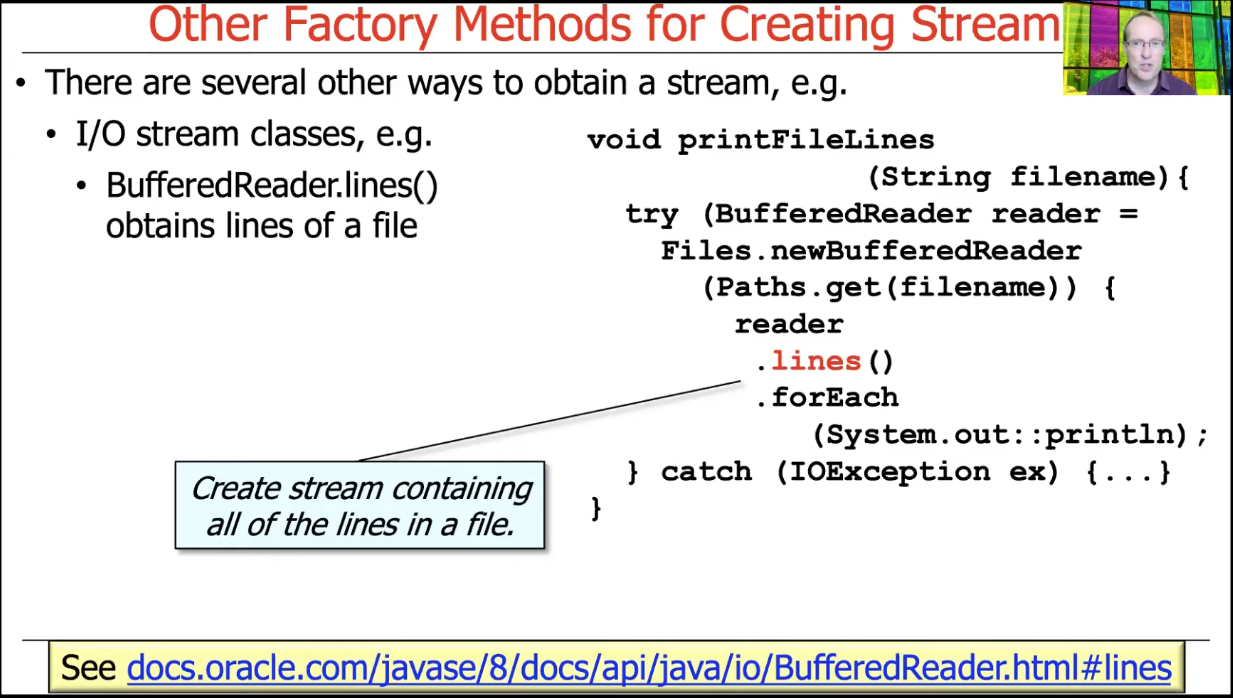 Other Factory Methods for Creating Stream
• There are several other ways to obtain a stream, e.g.
• I/O stream classes, e.g.
• BufferedReader.lines()
obtains lines of a file
void printFileLines
(String filename){
try (BufferedReader reader =
Files.newBufferedReader
(Paths.get(filename)) {
reader
.lines()
.forEach
(System.out::println);
} catch (IOException ex) {...}
}
Create stream containing
all of the lines in a file.
See docs.oracle.com/javase/8/docs/api/java/io/BufferedReader.html#lines